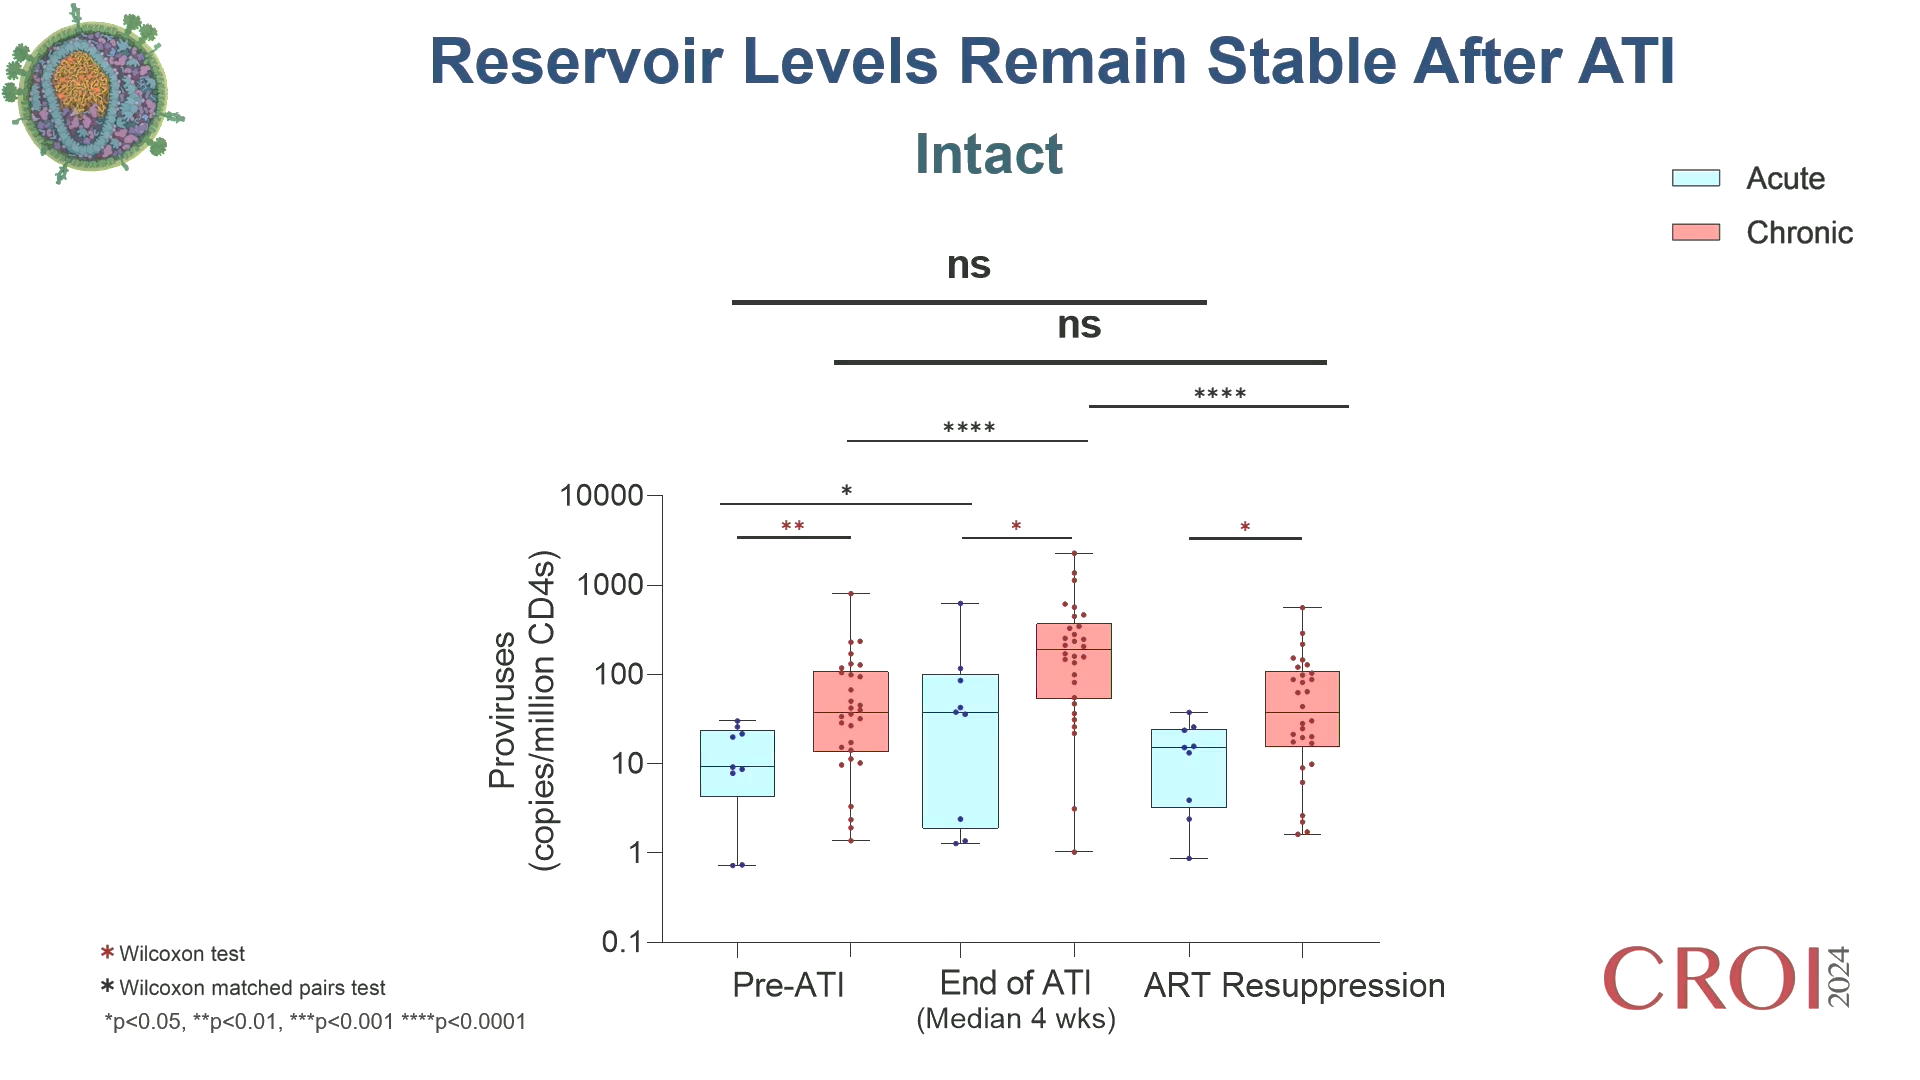 Reservoir Levels Remain Stable After ATI
Intact
Acute
Chronic
ns
ns
****
****
*
**
*
*
10000
1000
100
10
1
0.1
Proviruses
(copies/million CD4s)
Pre-ATI
End of ATI
(Median 4 wks)
ART Resuppression
* Wilcoxon test
* Wilcoxon matched pairs test
*p<0.05, **p<0.01, ***p<0.001 ****p<0.0001
CROI 2024